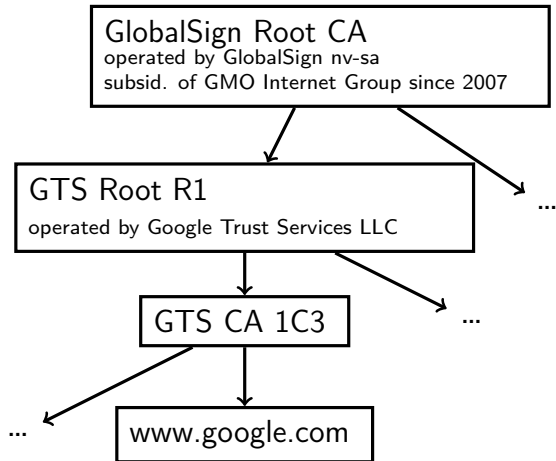 GlobalSign Root CA
operated by GlobalSign nv-sa
subsid. of GMO Internet Group since 2007
GTS Root R1
operated by Google Trust Services LLC
...
GTS CA 1C3
...
www.google.com
...